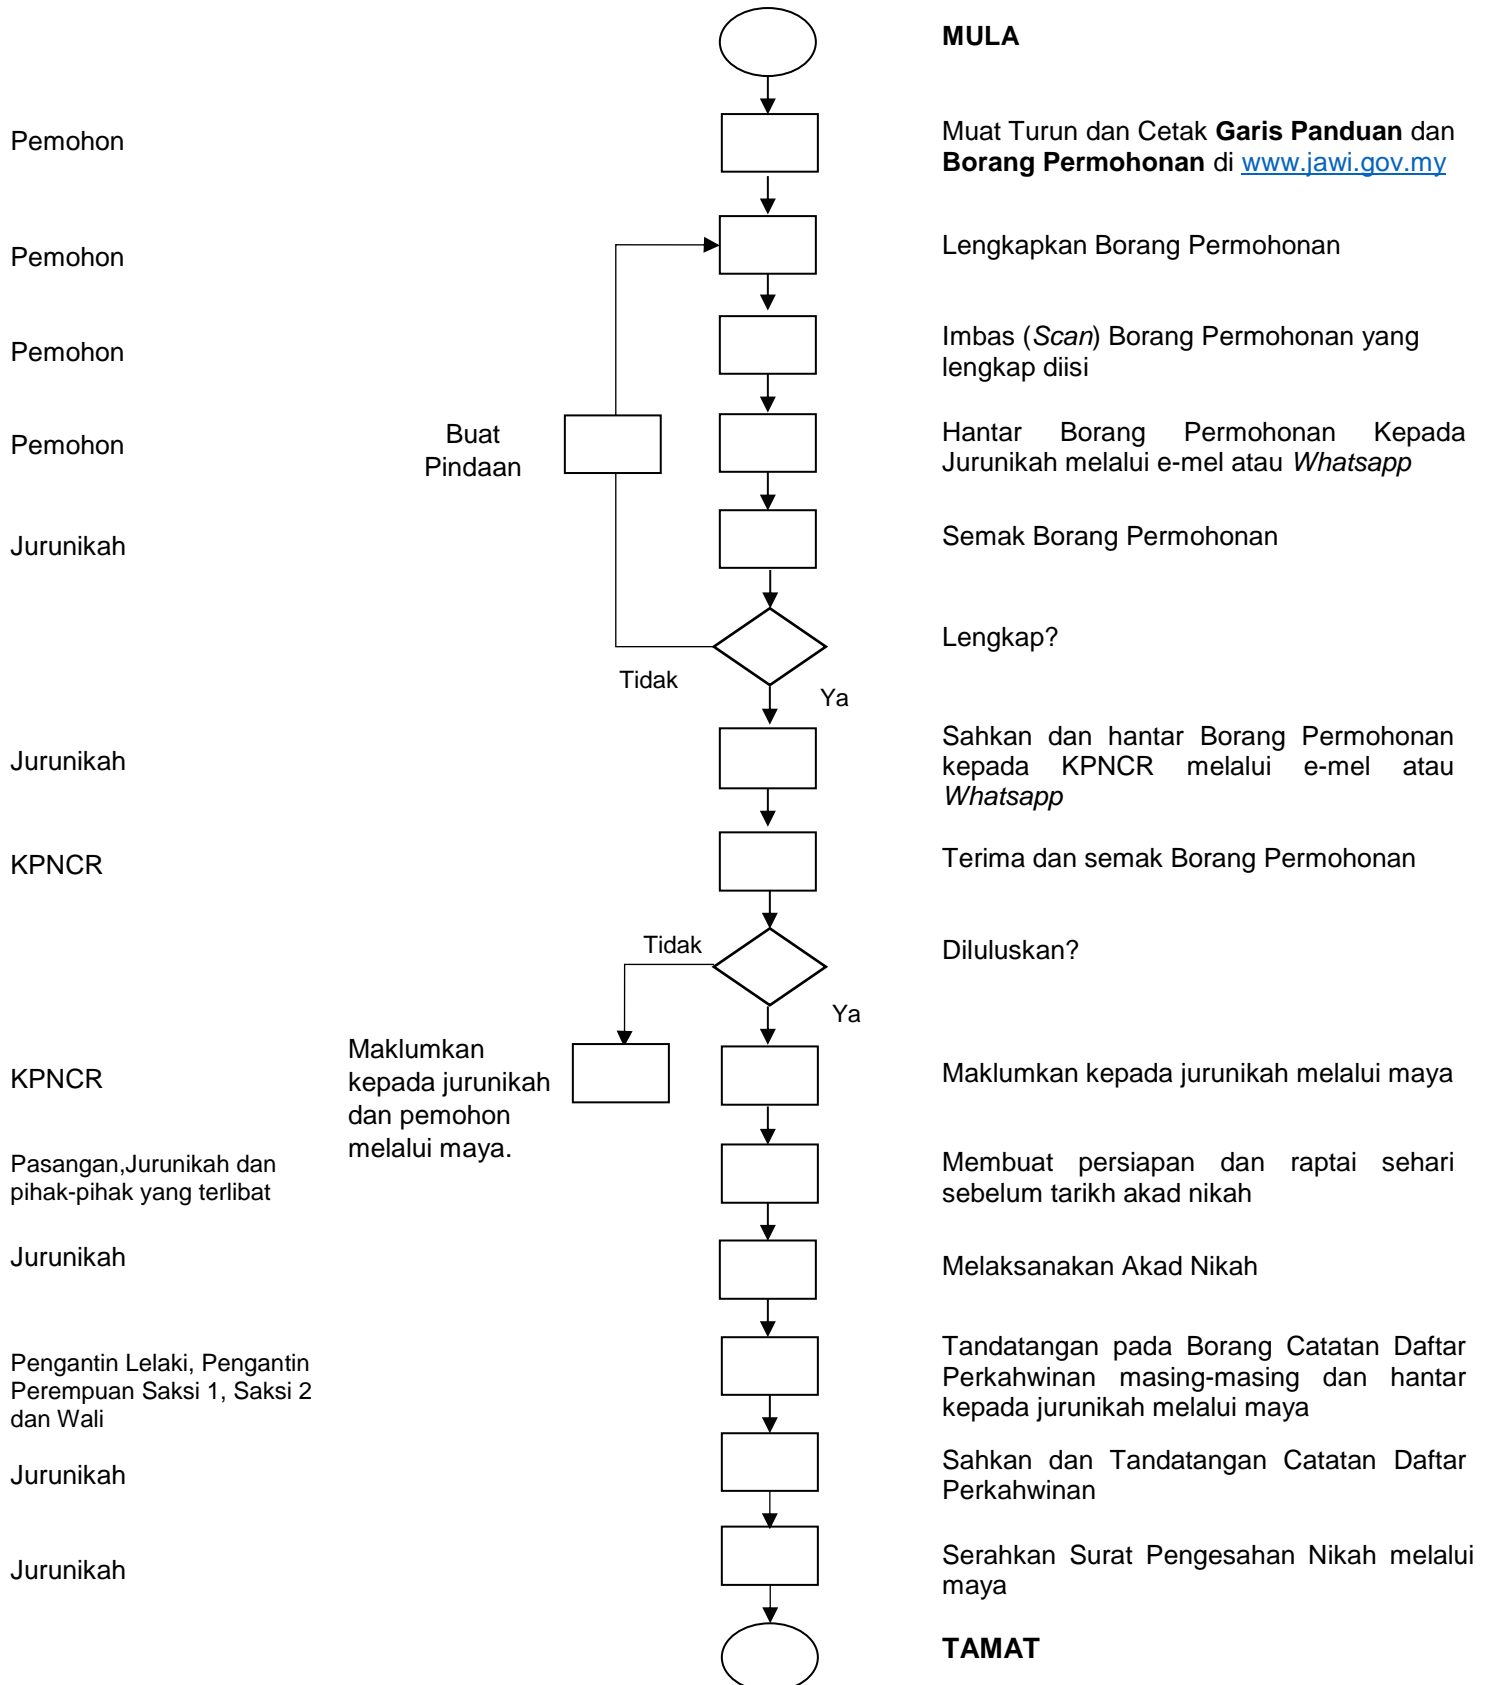 MULA
Pemohon
Muat Turun dan Cetak Garis Panduan dan
Borang Permohonan di www.jawi.gov.my
Pemohon
Lengkapkan Borang Permohonan
Pemohon
Imbas (Scan) Borang Permohonan yang
lengkap diisi
Pemohon
Buat
Pindaan
Hantar Borang Permohonan Kepada
Jurunikah melalui e-mel atau Whatsapp
Jurunikah
Semak Borang Permohonan
Lengkap?
Tidak
Ya
Jurunikah
Sahkan dan hantar Borang Permohonan
kepada KPNCR melalui e-mel atau
Whatsapp
KPNCR
Terima dan semak Borang Permohonan
Tidak
Diluluskan?
Ya
KPNCR
Maklumkan
kepada jurunikah
dan pemohon
melalui maya.
Maklumkan kepada jurunikah melalui maya
Pasangan,Jurunikah dan
pihak-pihak yang terlibat
Membuat persiapan dan raptai sehari
sebelum tarikh akad nikah
Jurunikah
Melaksanakan Akad Nikah
Pengantin Lelaki, Pengantin
Perempuan Saksi 1, Saksi 2
dan Wali
Tandatangan pada Borang Catatan Daftar
Perkahwinan masing-masing dan hantar
kepada jurunikah melalui maya
Jurunikah
Sahkan dan Tandatangan Catatan Daftar
Perkahwinan
Jurunikah
Serahkan Surat Pengesahan Nikah melalui
maya
TAMAT